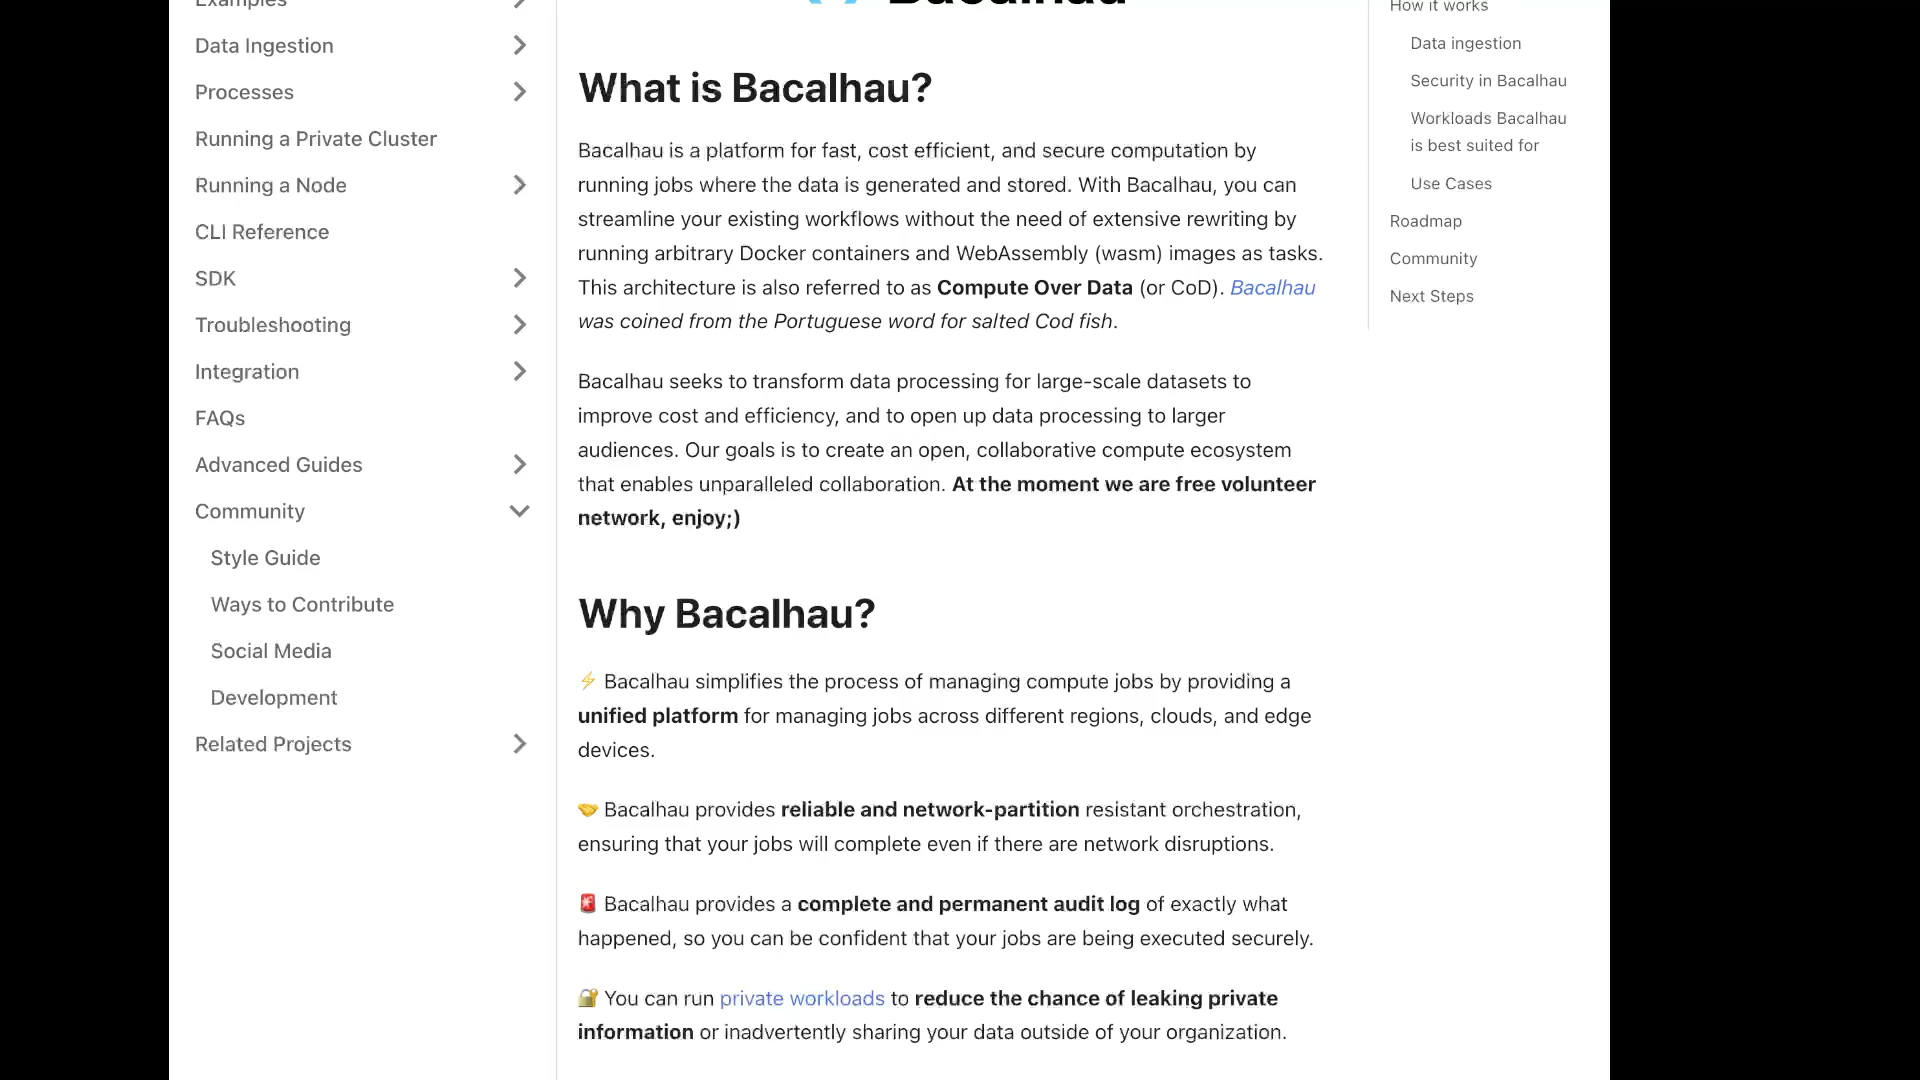 Examples
Data Ingestion
Processes
Running a Private Cluster
Running a Node
CLI Reference
SDK
Troubleshooting
Integration
FAQs
Advanced Guides
Community
Style Guide
Ways to Contribute
Social Media
Development
Related Projects
Bacalhau
What is Bacalhau?
Bacalhau is a platform for fast, cost efficient, and secure computation by
running jobs where the data is generated and stored. With Bacalhau, you can
streamline your existing workflows without the need of extensive rewriting by
running arbitrary Docker containers and WebAssembly (wasm) images as tasks.
This architecture is also referred to as Compute Over Data (or CoD). Bacalhau
was coined from the Portuguese word for salted Cod fish.
Bacalhau seeks to transform data processing for large-scale datasets to
improve cost and efficiency, and to open up data processing to larger
audiences. Our goals is to create an open, collaborative compute ecosystem
that enables unparalleled collaboration. At the moment we are free volunteer
network, enjoy;)
Why Bacalhau?
⚡ Bacalhau simplifies the process of managing compute jobs by providing a
unified platform for managing jobs across different regions, clouds, and edge
devices.
🤝 Bacalhau provides reliable and network-partition resistant orchestration,
ensuring that your jobs will complete even if there are network disruptions.
🚨 Bacalhau provides a complete and permanent audit log of exactly what
happened, so you can be confident that your jobs are being executed securely.
🔐 You can run private workloads to reduce the chance of leaking private
information or inadvertently sharing your data outside of your organization.
How it works
Data ingestion
Security in Bacalhau
Workloads Bacalhau
is best suited for
Use Cases
Roadmap
Community
Next Steps